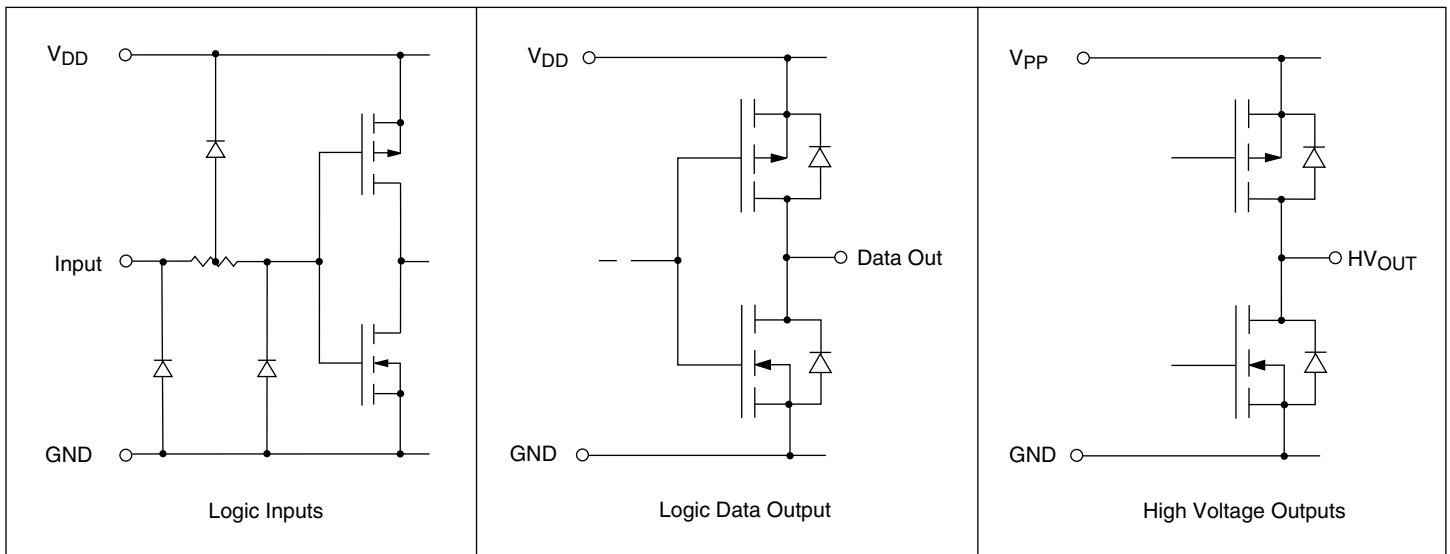 VDD
Input
GND
Logic Inputs
VDD
Data Out
GND
Logic Data Output
VPP
HVOUT
GND
High Voltage Outputs